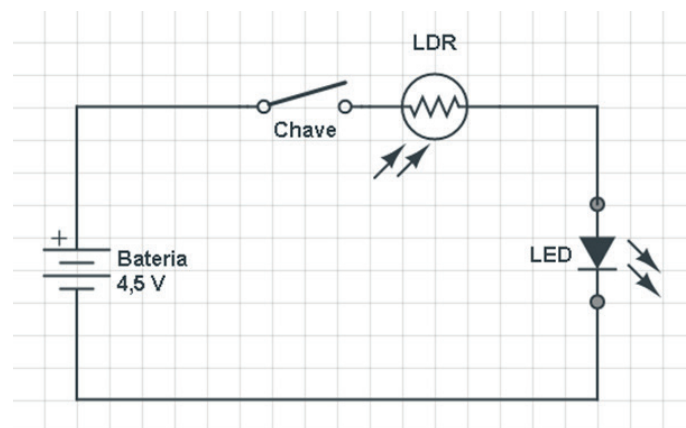 LDR
Chave
+
Bateria
4,5 V
LED